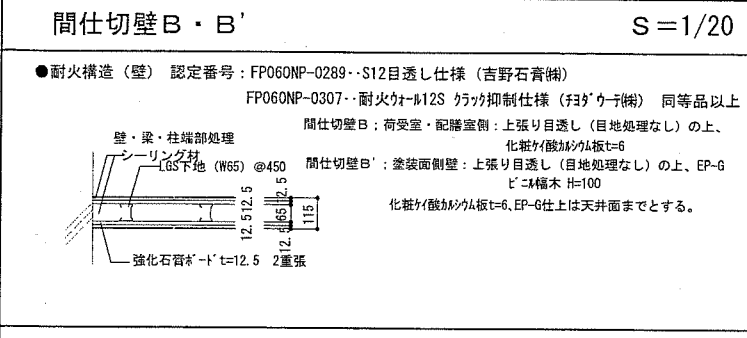 間仕切壁B・B' S=1/20
●耐火構造（壁） 認定番号：FP060NP-0289‥S12目透し仕様（吉野石膏㈱）
FP060NP-0307‥耐火ウォール12S クラック抑制仕様（チヨダウーテ㈱） 同等品以上
間仕切壁B；荷受室・配膳室側：上張り目透し（目地処理なし）の上、
化粧ケイ酸カルシウム板t=6
間仕切壁B'；塗装面側壁：上張り目透し（目地処理なし）の上、EP-G
ビニル幅木 H=100
化粧ケイ酸カルシウム板t=6、EP-G仕上は天井面までとする。
壁・梁・柱端部処理
シーリング材
LGS下地（W65）@450
12.5
12.5
65
12.5
12.5
115
強化石膏ボードt=12.5 2重張